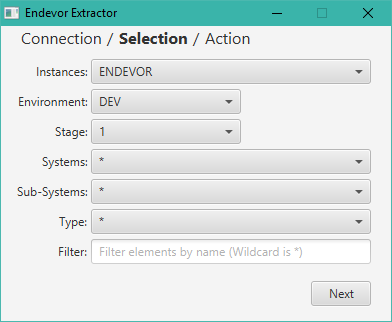 Endevor Extractor
Connection / Selection / Action
Instances: ENDEVOR
Environment: DEV
Stage: 1
Systems: *
Sub-Systems: *
Type: *
Filter: Filter elements by name (Wildcard is *)
Next